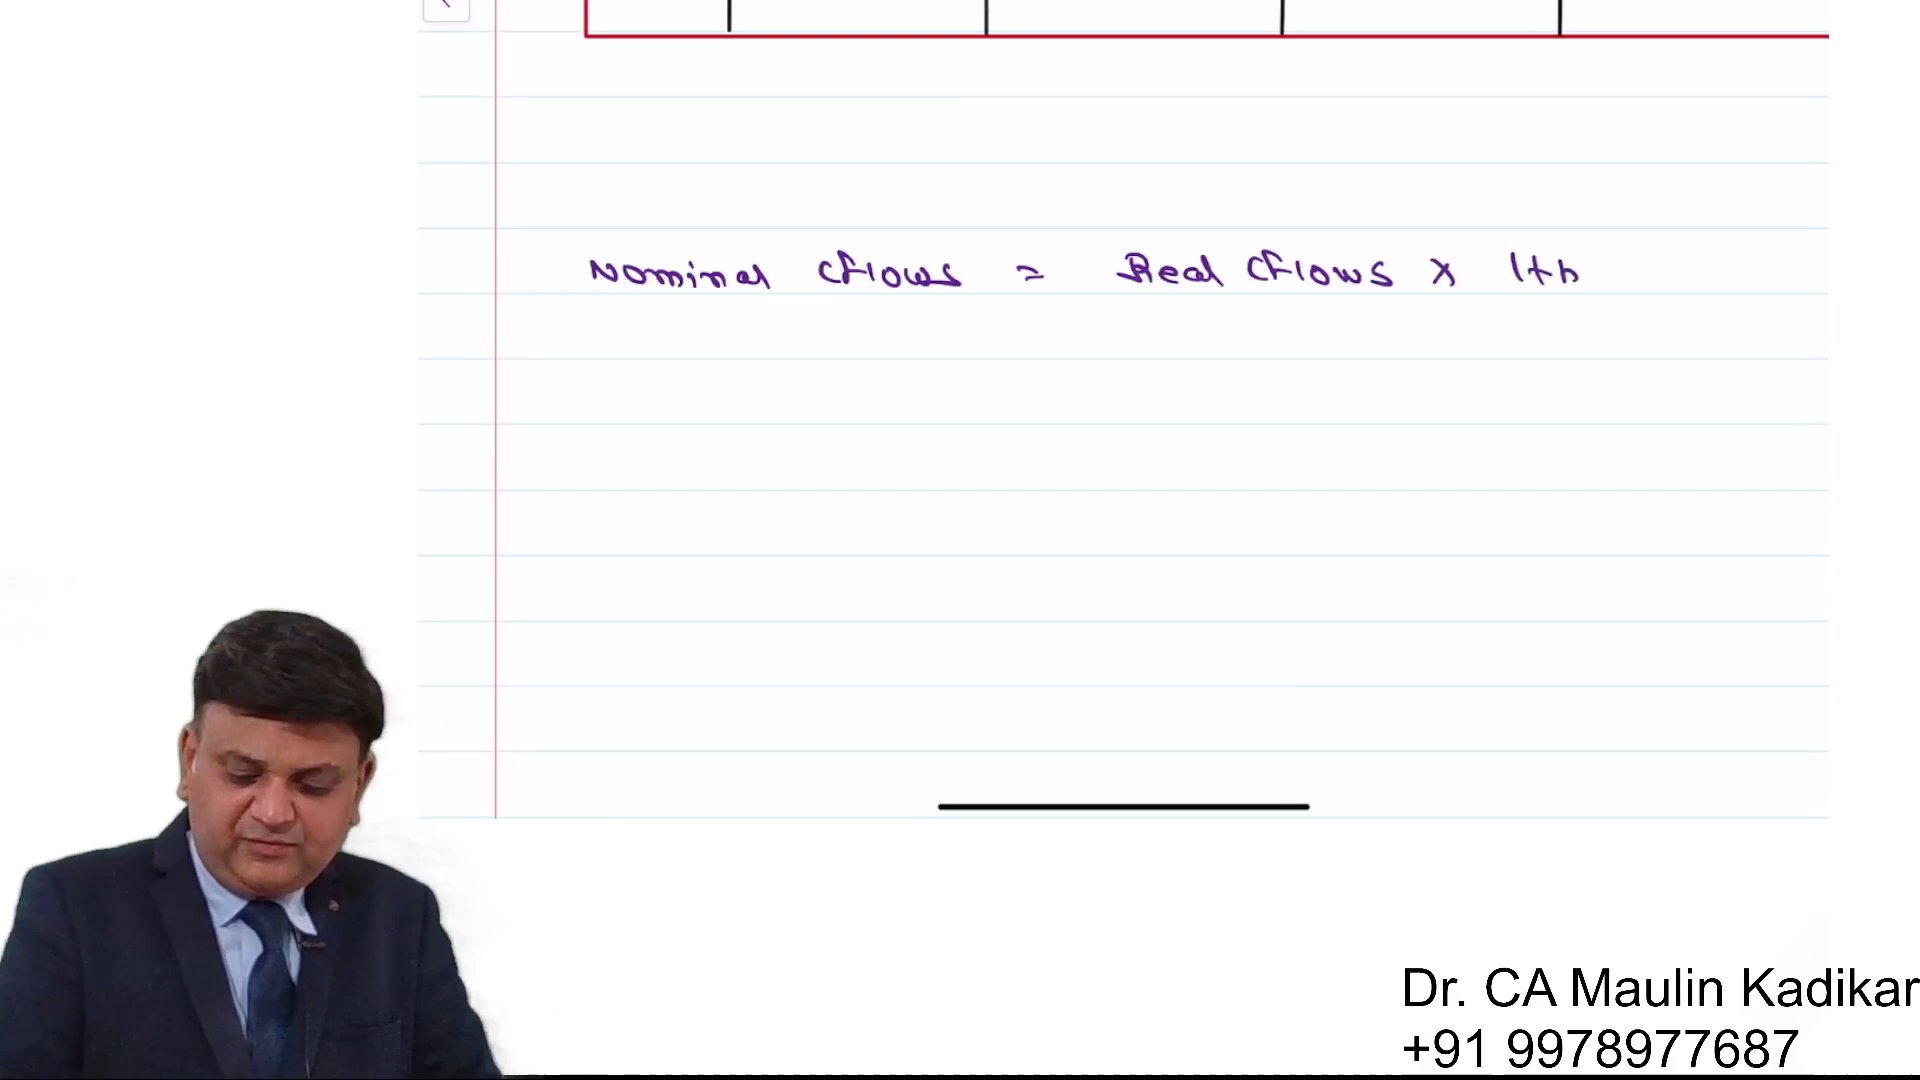 Nominal Cflows = Real Cflows x 1+n
Dr. CA Maulin Kadikar
+91 9978977687